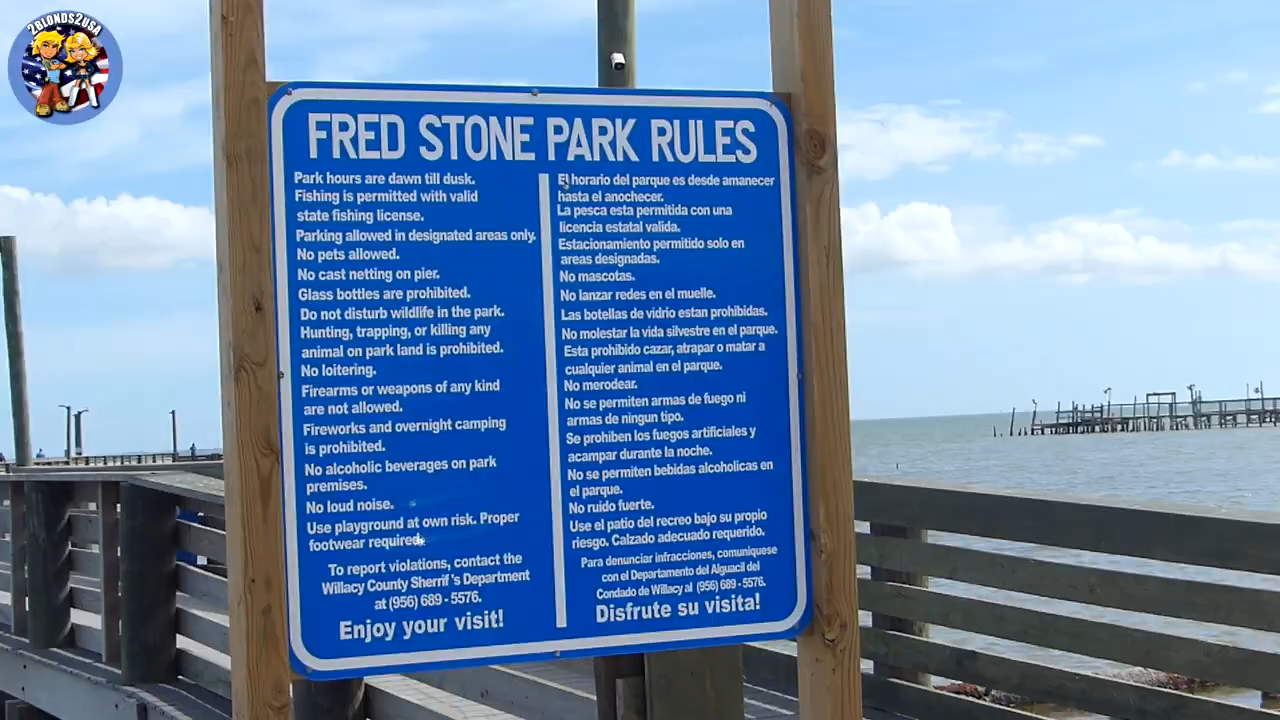 2BLONDS2USA
FRED STONE PARK RULES
Park hours are dawn till dusk.
Fishing is permitted with valid
state fishing license.
Parking allowed in designated areas only.
No pets allowed.
No cast netting on pier.
Glass bottles are prohibited.
Do not disturb wildlife in the park.
Hunting, trapping, or killing any
animal on park land is prohibited.
No loitering.
Firearms or weapons of any kind
are not allowed.
Fireworks and overnight camping
is prohibited.
No alcoholic beverages on park
premises.
No loud noise.
Use playground at own risk. Proper
footwear required.
To report violations, contact the
Willacy County Sherrif's Department
at (956) 689 - 5576.
Enjoy your visit!
El horario del parque es desde amanecer
hasta el anochecer.
La pesca esta permitida con una
licencia estatal valida.
Estacionamiento permitido solo en
areas designadas.
No mascotas.
No lanzar redes en el muelle.
Las botellas de vidrio estan prohibidas.
No molestar la vida silvestre en el parque.
Esta prohibido cazar, atrapar o matar a
cualquier animal en el parque.
No merodear.
No se permiten armas de fuego ni
armas de ningun tipo.
Se prohiben los fuegos artificiales y
acampar durante la noche.
No se permiten bebidas alcoholicas en
el parque.
No ruido fuerte.
Use el patio del recreo bajo su propio
riesgo. Calzado adecuado requerido.
Para denunciar infracciones, comuniquese
con el Departamento del Alguacil del
Condado de Willacy al (956) 689 - 5576.
Disfrute su visita!